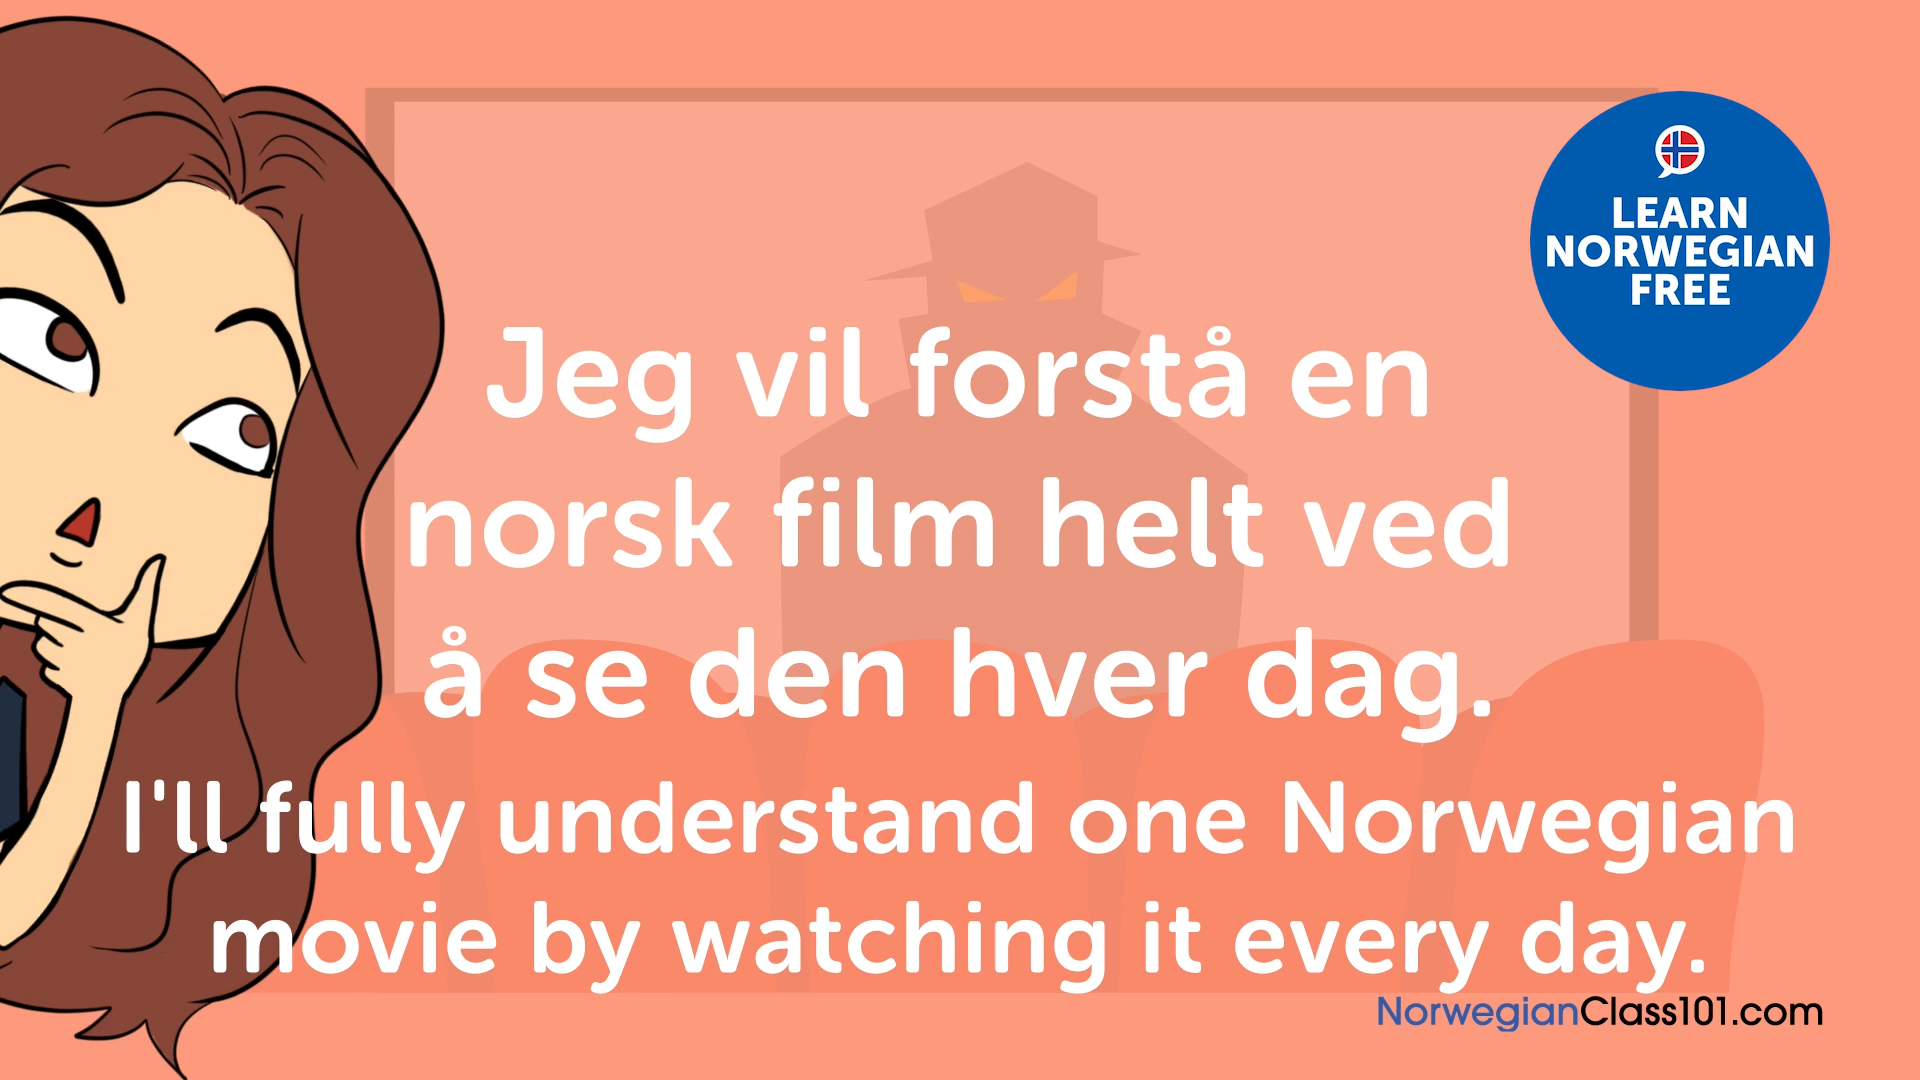 LEARN
NORWEGIAN
FREE
Jeg vil forstå en
norsk film helt ved
å se den hver dag.
I'll fully understand one Norwegian
movie by watching it every day.
NorwegianClass101.com